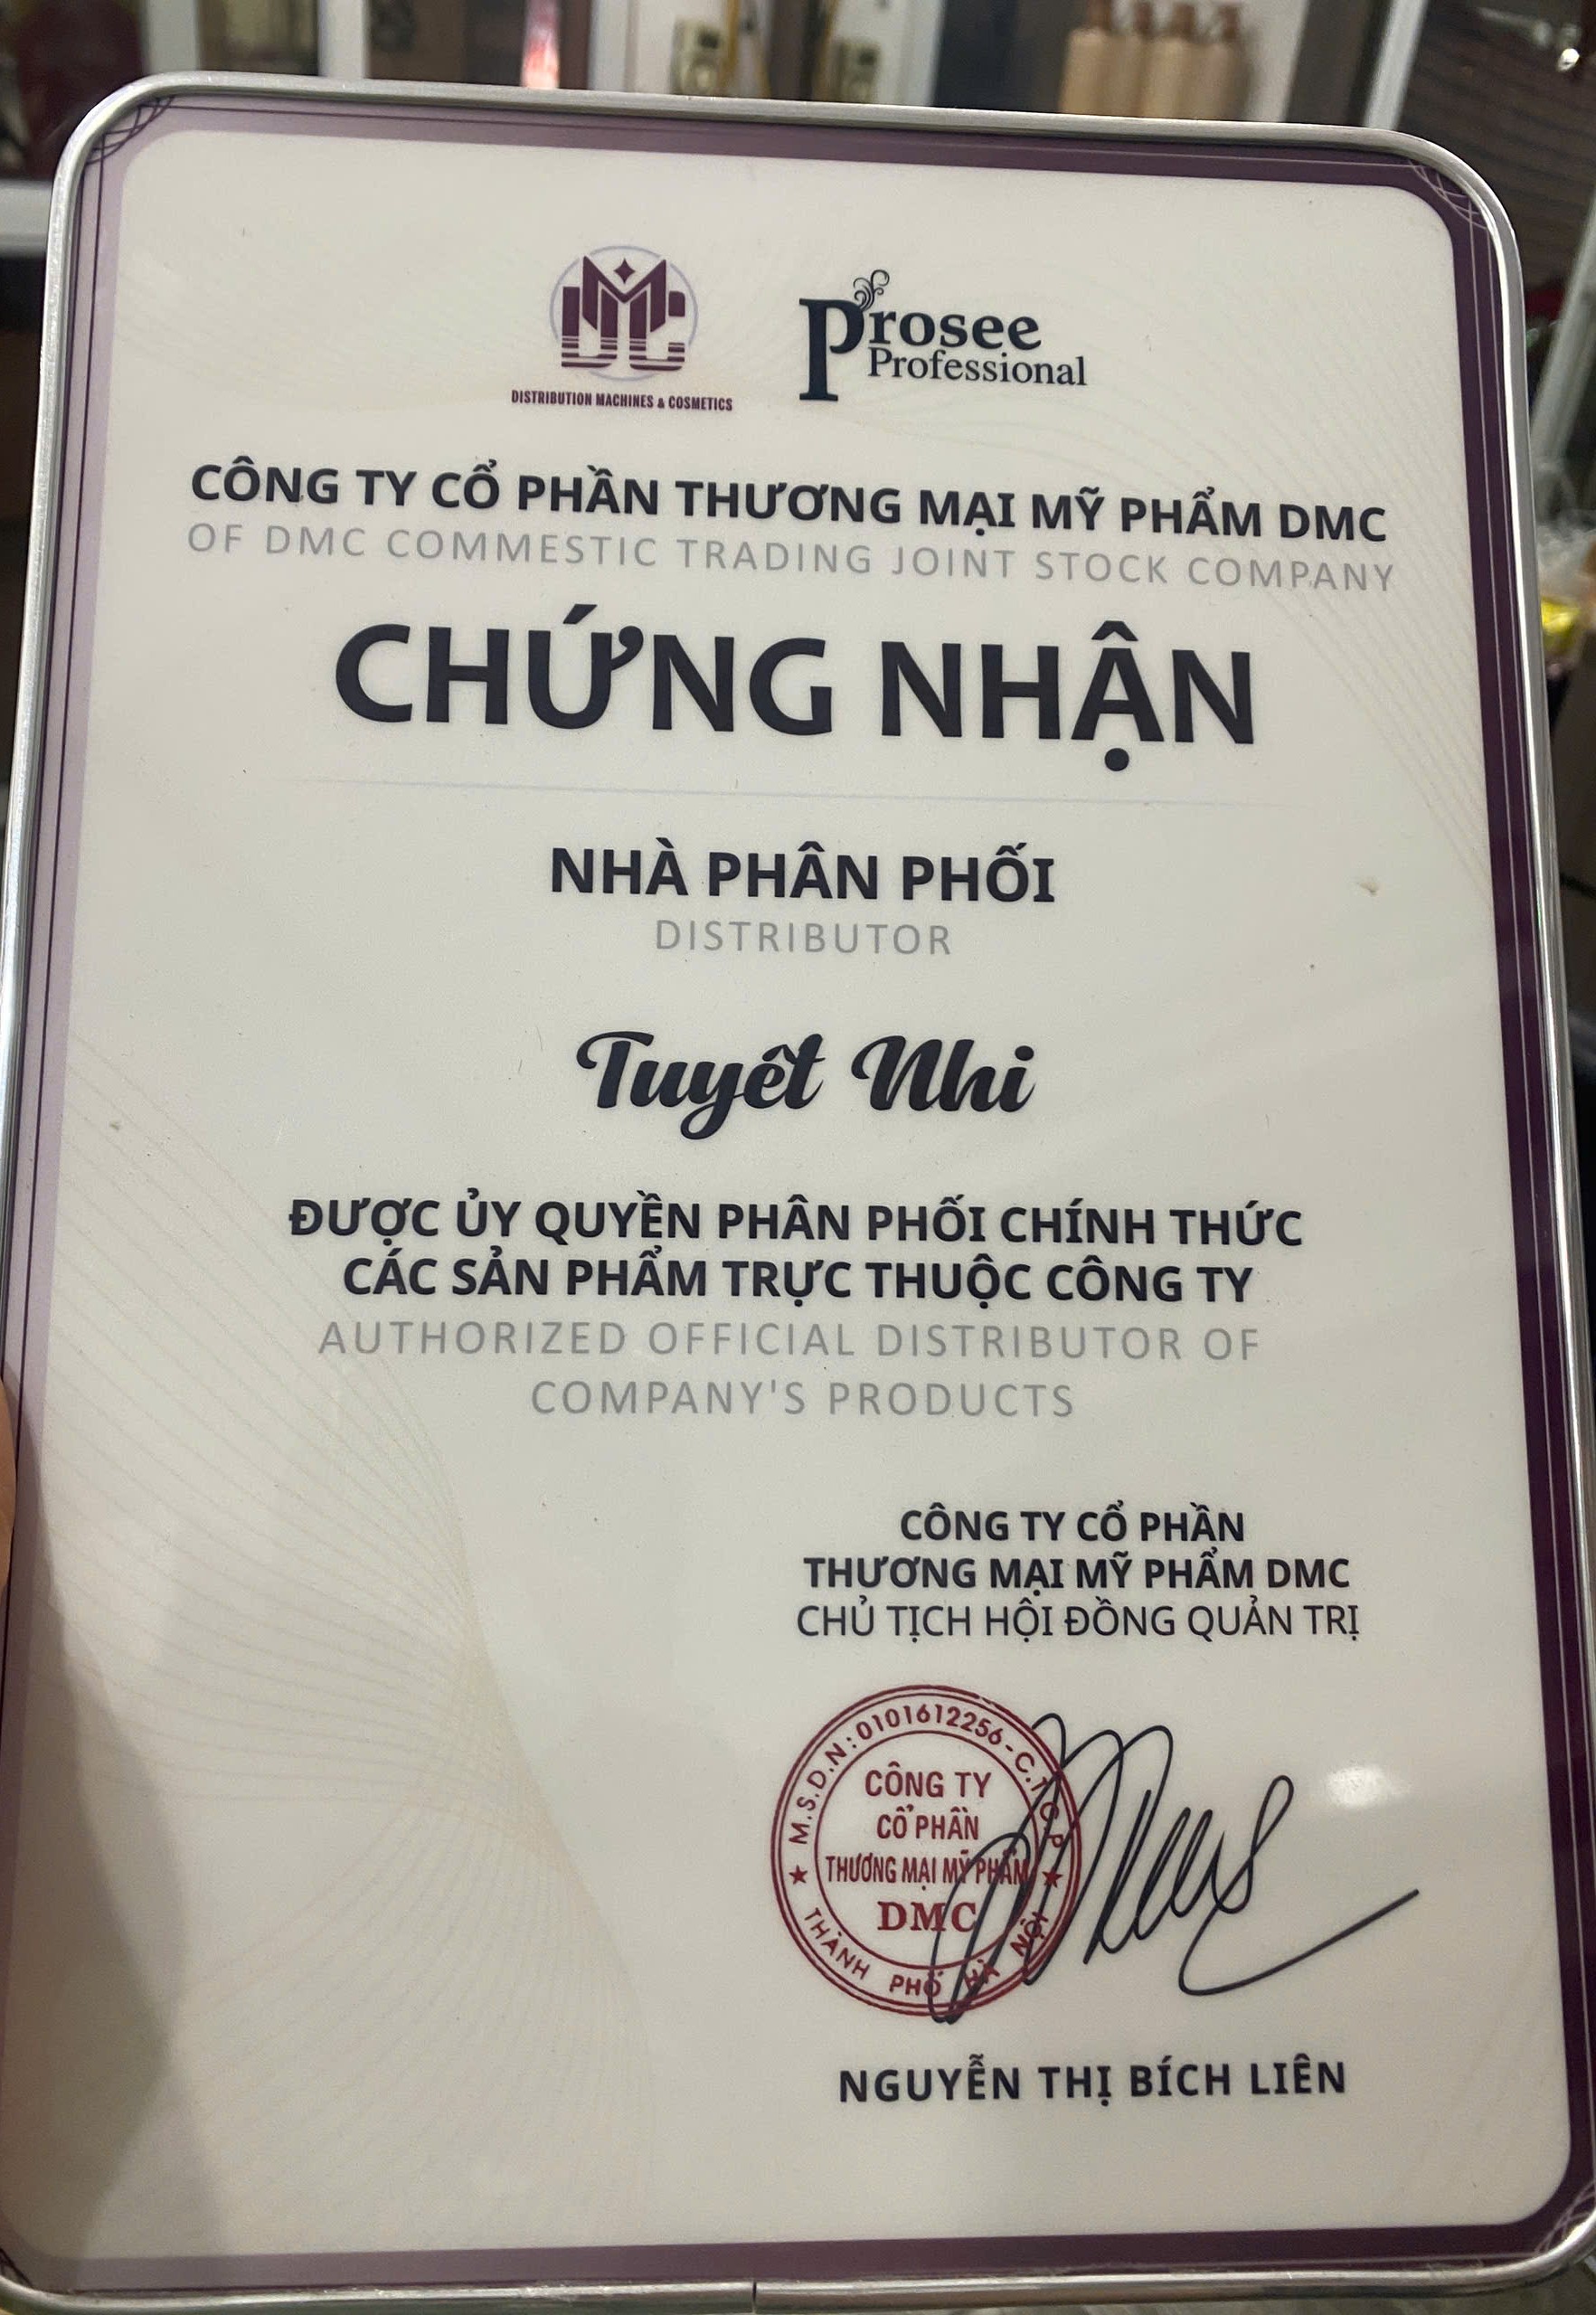 DMC
DISTRIBUTION MACHINES & COSMETICS
Prosee
Professional
CÔNG TY CỔ PHẦN THƯƠNG MẠI MỸ PHẨM DMC
OF DMC COMMESTIC TRADING JOINT STOCK COMPANY
CHỨNG NHẬN
NHÀ PHÂN PHỐI
DISTRIBUTOR
Tuyết Nhi
ĐƯỢC ỦY QUYỀN PHÂN PHỐI CHÍNH THỨC
CÁC SẢN PHẨM TRỰC THUỘC CÔNG TY
AUTHORIZED OFFICIAL DISTRIBUTOR OF
COMPANY'S PRODUCTS
CÔNG TY CỔ PHẦN
THƯƠNG MẠI MỸ PHẨM DMC
CHỦ TỊCH HỘI ĐỒNG QUẢN TRỊ
M.S.D.N: 0101612256-C.T.C.P
CÔNG TY
CỔ PHẦN
THƯƠNG MẠI MỸ PHẨM
DMC
THÀNH PHỐ HÀ NỘI
NGUYỄN THỊ BÍCH LIÊN